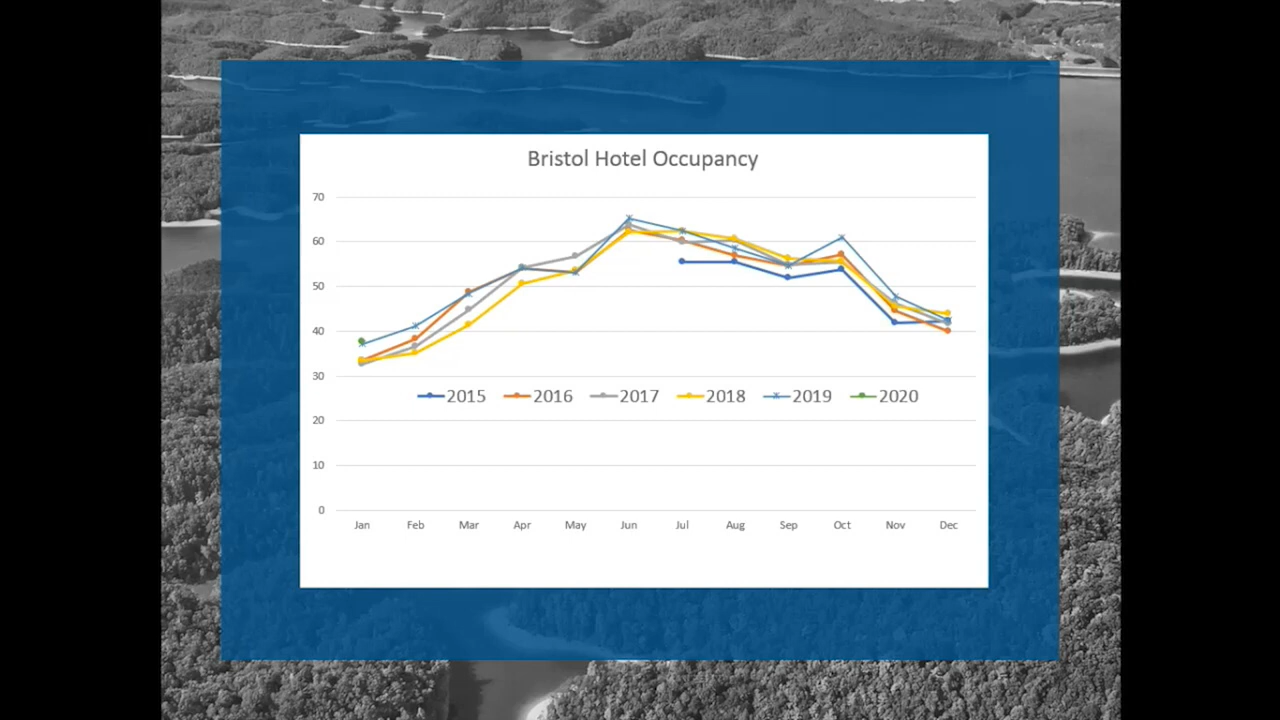 Bristol Hotel Occupancy
70
60
50
40
30
2015 2016 2017 2018 2019 2020
20
10
0
Jan Feb Mar Apr May Jun Jul Aug Sep Oct Nov Dec